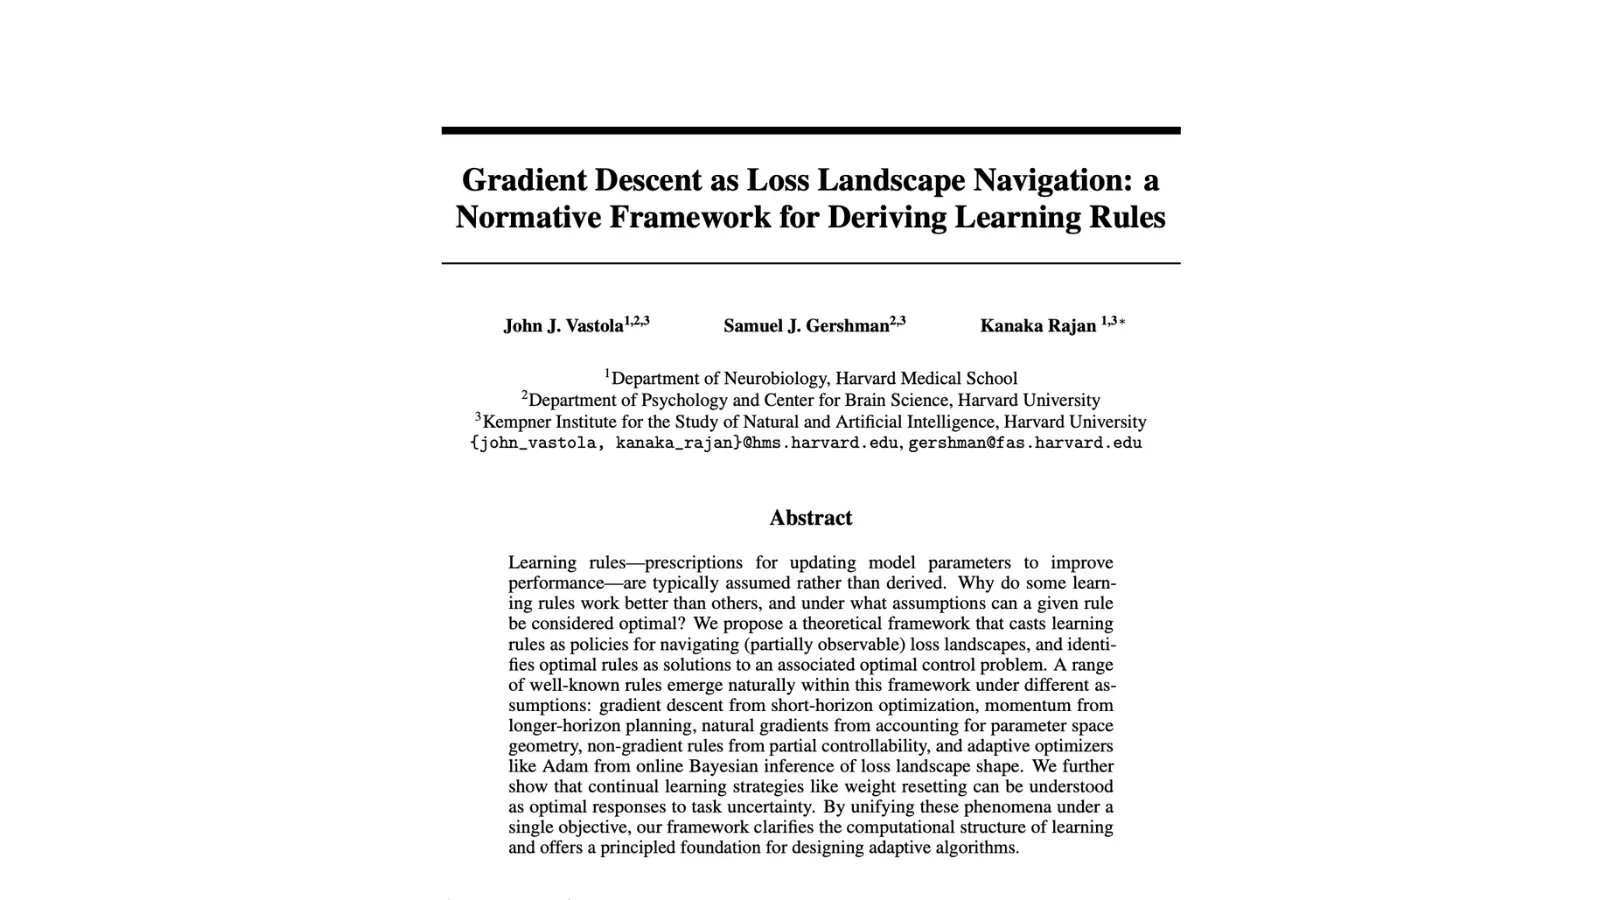 Gradient Descent as Loss Landscape Navigation: a
Normative Framework for Deriving Learning Rules
John J. Vastola1,2,3 Samuel J. Gershman2,3 Kanaka Rajan 1,3*
1Department of Neurobiology, Harvard Medical School
2Department of Psychology and Center for Brain Science, Harvard University
3Kempner Institute for the Study of Natural and Artificial Intelligence, Harvard University
{john_vastola, kanaka_rajan}@hms.harvard.edu, gershman@fas.harvard.edu
Abstract
Learning rules—prescriptions for updating model parameters to improve
performance—are typically assumed rather than derived. Why do some learn-
ing rules work better than others, and under what assumptions can a given rule
be considered optimal? We propose a theoretical framework that casts learning
rules as policies for navigating (partially observable) loss landscapes, and identi-
fies optimal rules as solutions to an associated optimal control problem. A range
of well-known rules emerge naturally within this framework under different as-
sumptions: gradient descent from short-horizon optimization, momentum from
longer-horizon planning, natural gradients from accounting for parameter space
geometry, non-gradient rules from partial controllability, and adaptive optimizers
like Adam from online Bayesian inference of loss landscape shape. We further
show that continual learning strategies like weight resetting can be understood
as optimal responses to task uncertainty. By unifying these phenomena under a
single objective, our framework clarifies the computational structure of learning
and offers a principled foundation for designing adaptive algorithms.